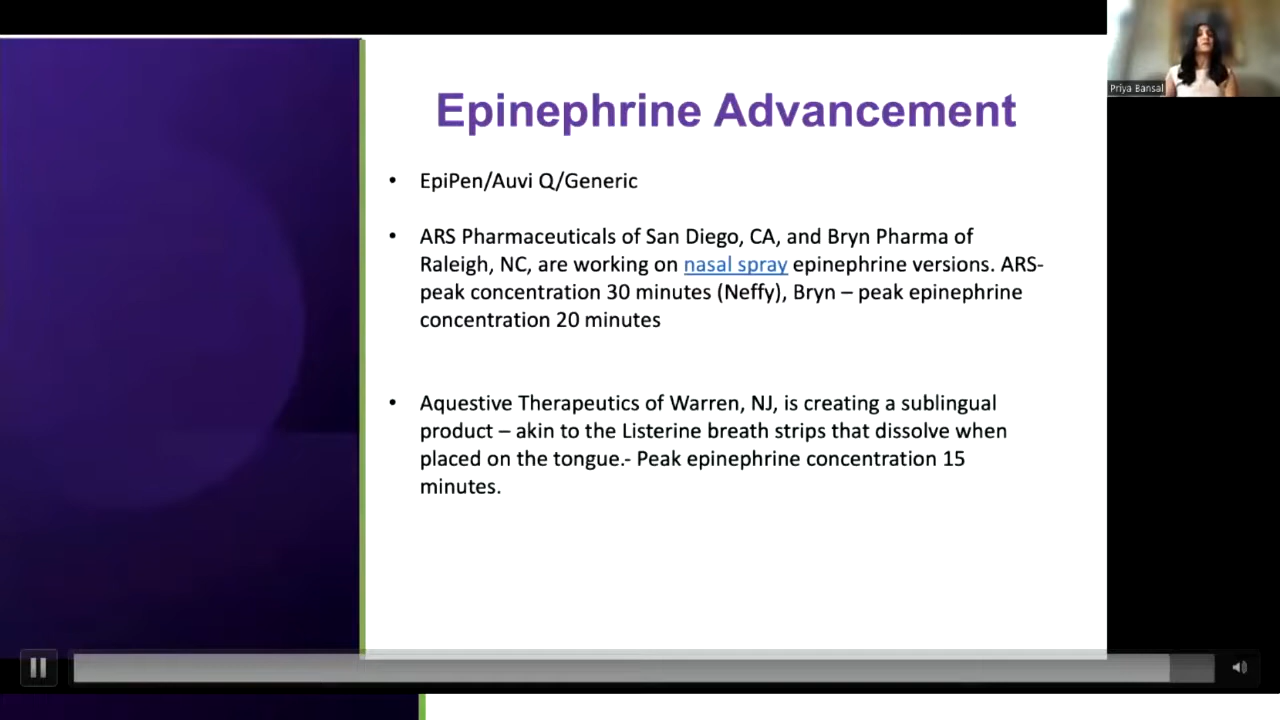 Epinephrine Advancement
Priya Bansal
• EpiPen/Auvi Q/Generic
• ARS Pharmaceuticals of San Diego, CA, and Bryn Pharma of
Raleigh, NC, are working on nasal spray epinephrine versions. ARS-
peak concentration 30 minutes (Neffy), Bryn – peak epinephrine
concentration 20 minutes
• Aquestive Therapeutics of Warren, NJ, is creating a sublingual
product – akin to the Listerine breath strips that dissolve when
placed on the tongue.- Peak epinephrine concentration 15
minutes.